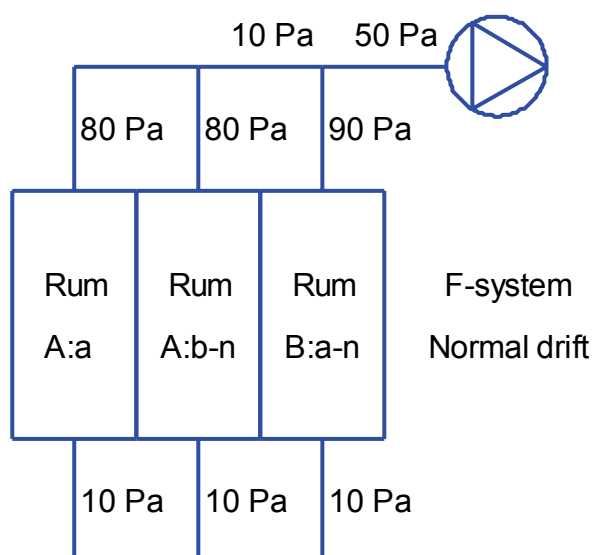 10 Pa 50 Pa
80 Pa 80 Pa 90 Pa
Rum Rum Rum F-system
A:a A:b-n B:a-n Normal drift
10 Pa 10 Pa 10 Pa